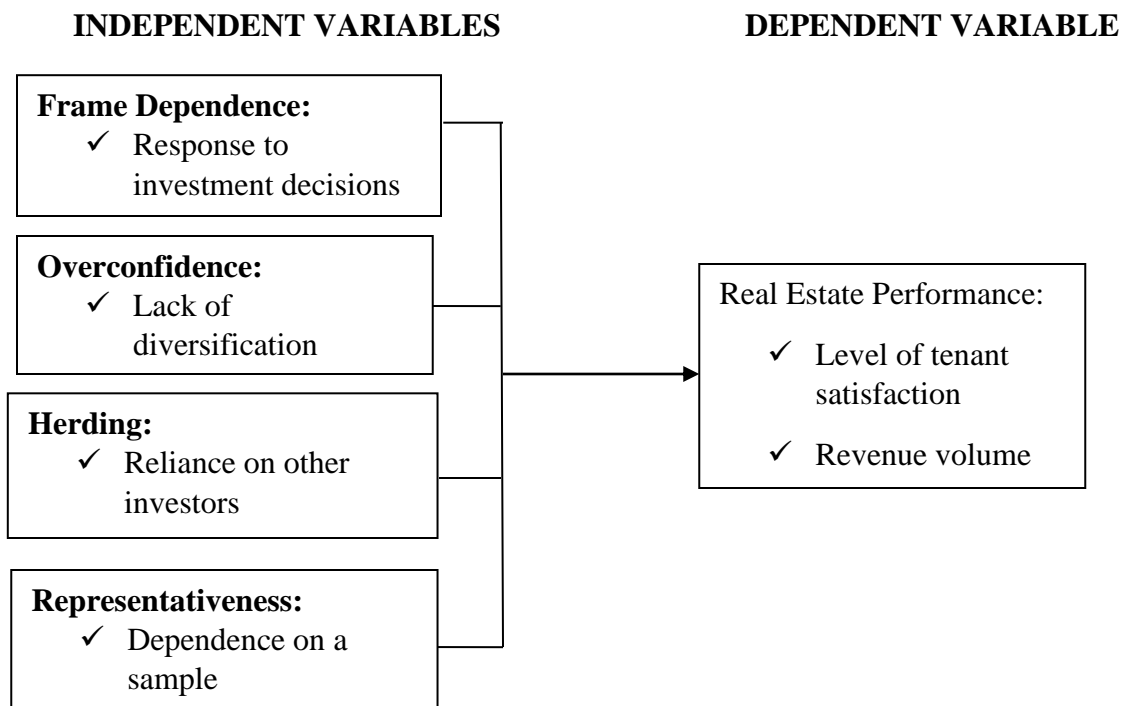 INDEPENDENT VARIABLES
DEPENDENT VARIABLE
Frame Dependence:
✓ Response to
investment decisions
Overconfidence:
✓ Lack of
diversification
Herding:
✓ Reliance on other
investors
Representativeness:
✓ Dependence on a
sample
Real Estate Performance:
✓ Level of tenant
satisfaction
✓ Revenue volume